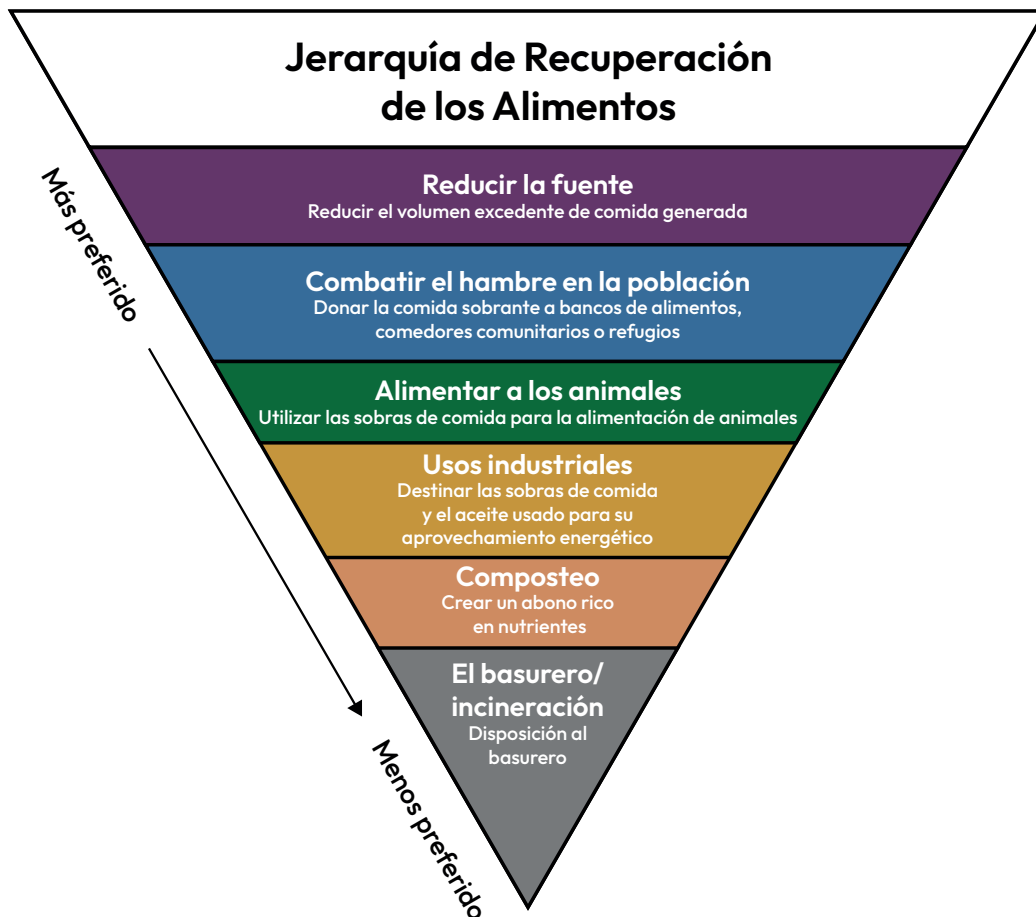 Jerarquía de Recuperación
de los Alimentos
Más preferido
Reducir la fuente
Reducir el volumen excedente de comida generada
Combatir el hambre en la población
Donar la comida sobrante a bancos de alimentos,
comedores comunitarios o refugios
Alimentar a los animales
Utilizar las sobras de comida para la alimentación de animales
Usos industriales
Destinar las sobras de comida
y el aceite usado para su
aprovechamiento energético
Composteo
Crear un abono rico
en nutrientes
El basurero/
incineración
Disposición al
basurero
Menos preferido